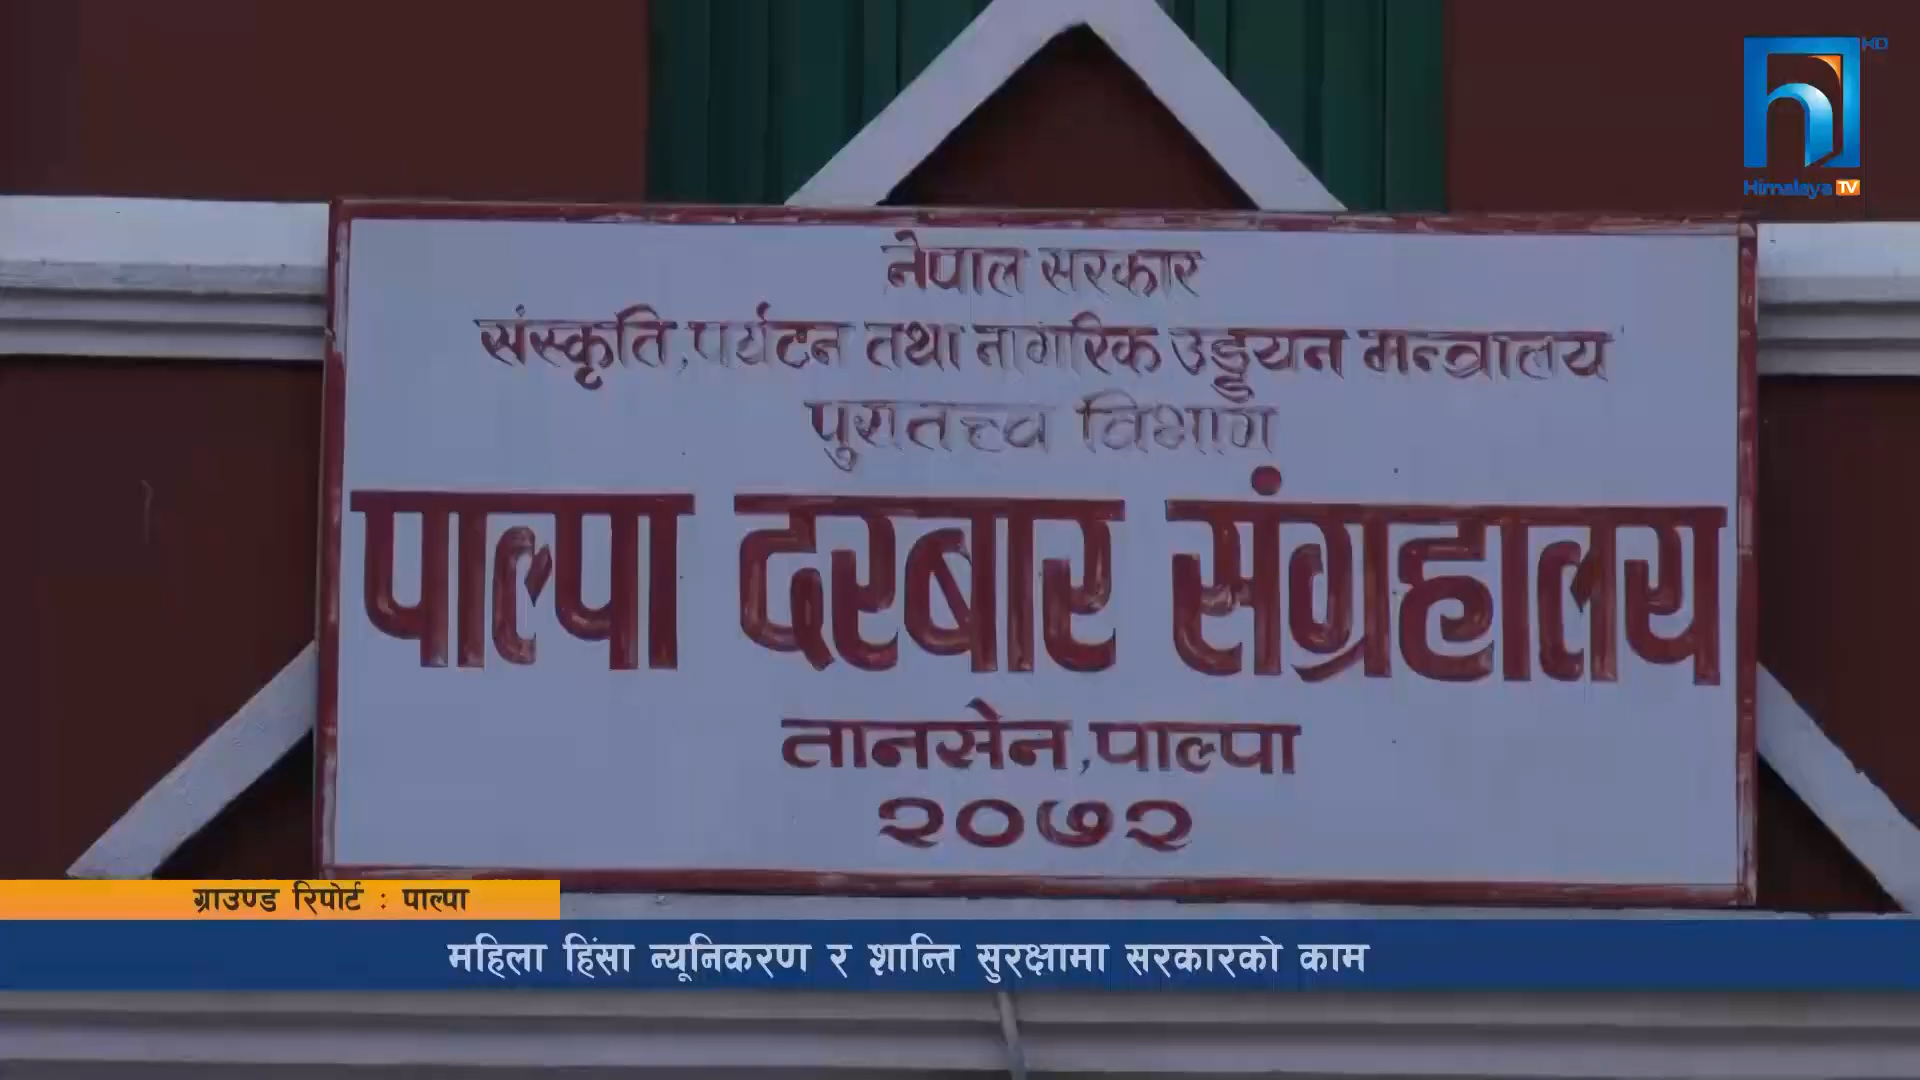 HD
Himalaya TV
नेपाल सरकार
संस्कृति, पर्यटन तथा नागरिक उड्डयन मन्त्रालय
पुरातत्त्व विभाग
पाल्पा दरबार संग्रहालय
तानसेन, पाल्पा
२०७२
ग्राउण्ड रिपोर्ट : पाल्पा
महिला हिंसा न्यूनिकरण र शान्ति सुरक्षामा सरकारको काम